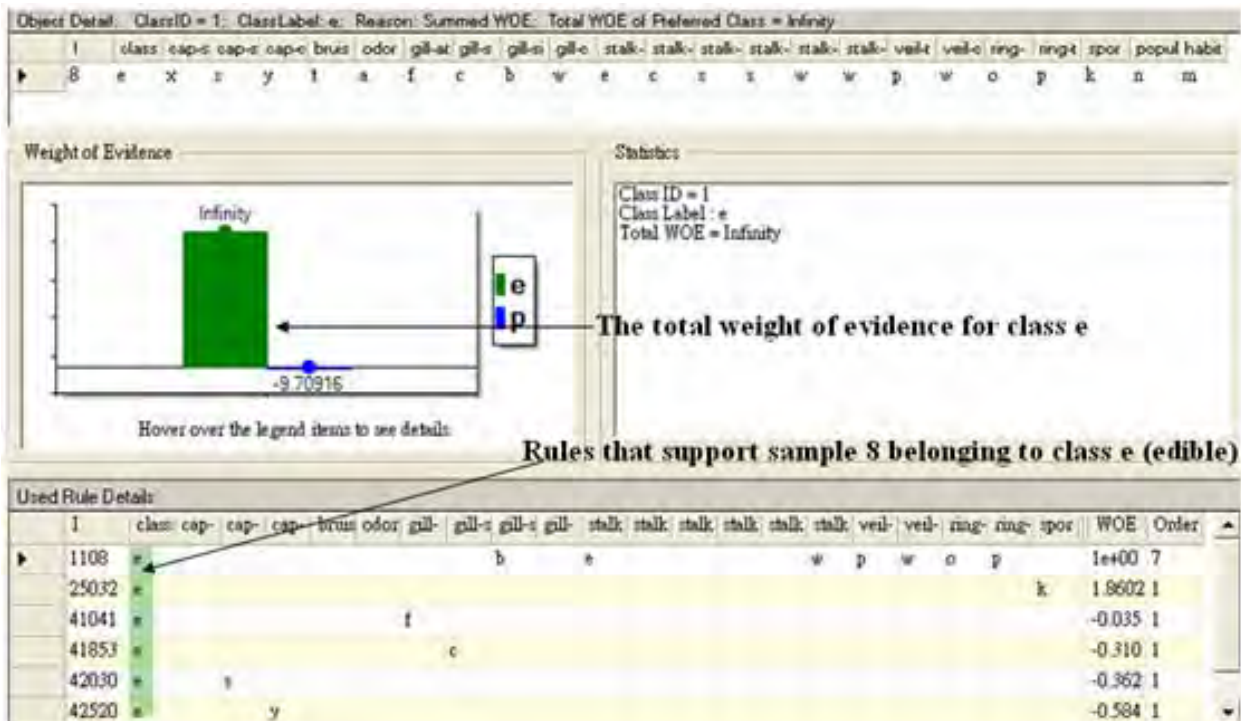 Object Detail: ClassID = 1; ClassLabel: e; Reason: Summed WOE; Total WOE of Preferred Class = Infinity
1 class cap-s cap-s cap-c bruis odor gill-at gill-s gill-si gill-c stalk- stalk- stalk- stalk- stalk- stalk- veil-t veil-c ring- ring-t spor popul habit
8 e x s y t a f c b w e c s s w w p w o p k n m
Weight of Evidence
Statistics
Infinity
-9.70916
e
p
Hover over the legend items to see details
Class ID = 1
Class Label : e
Total WOE = Infinity
The total weight of evidence for class e
Rules that support sample 8 belonging to class e (edible)
Used Rule Details
I class cap- cap- cap- bruis odor gill- gill-s gill-s gill- stalk stalk stalk stalk stalk stalk veil- veil- ring- ring- spor WOE Order
1108 e b e w p w o p 1e+00 7
25032 e k 1.8602 1
41041 e f -0.035 1
41853 e c -0.310 1
42030 e s -0.362 1
42520 e y -0.584 1